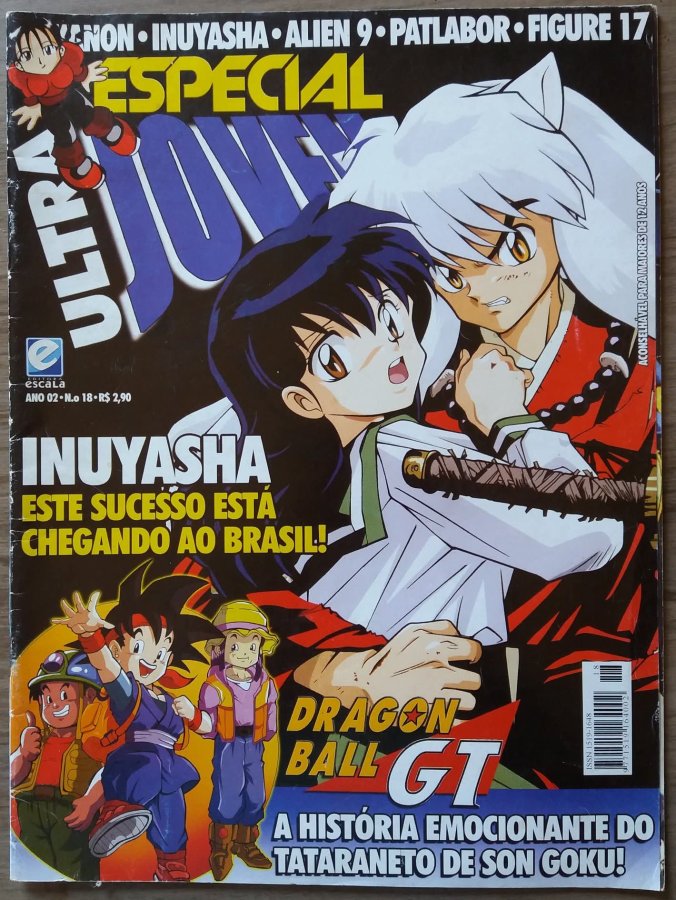 • INUYASHA • ALIEN 9 • PATLABOR • FIGURE 17
ESPECIAL
ULTRA
JOVEM
e
EDITORA
escala
ANO 02 • N.o 18 • R$ 2,90
ACONSELHÁVEL PARA MAIORES DE 12 ANOS
INUYASHA
ESTE SUCESSO ESTÁ
CHEGANDO AO BRASIL!
DRAGON
BALL
GT
A HISTÓRIA EMOCIONANTE DO
TATARANETO DE SON GOKU!
18